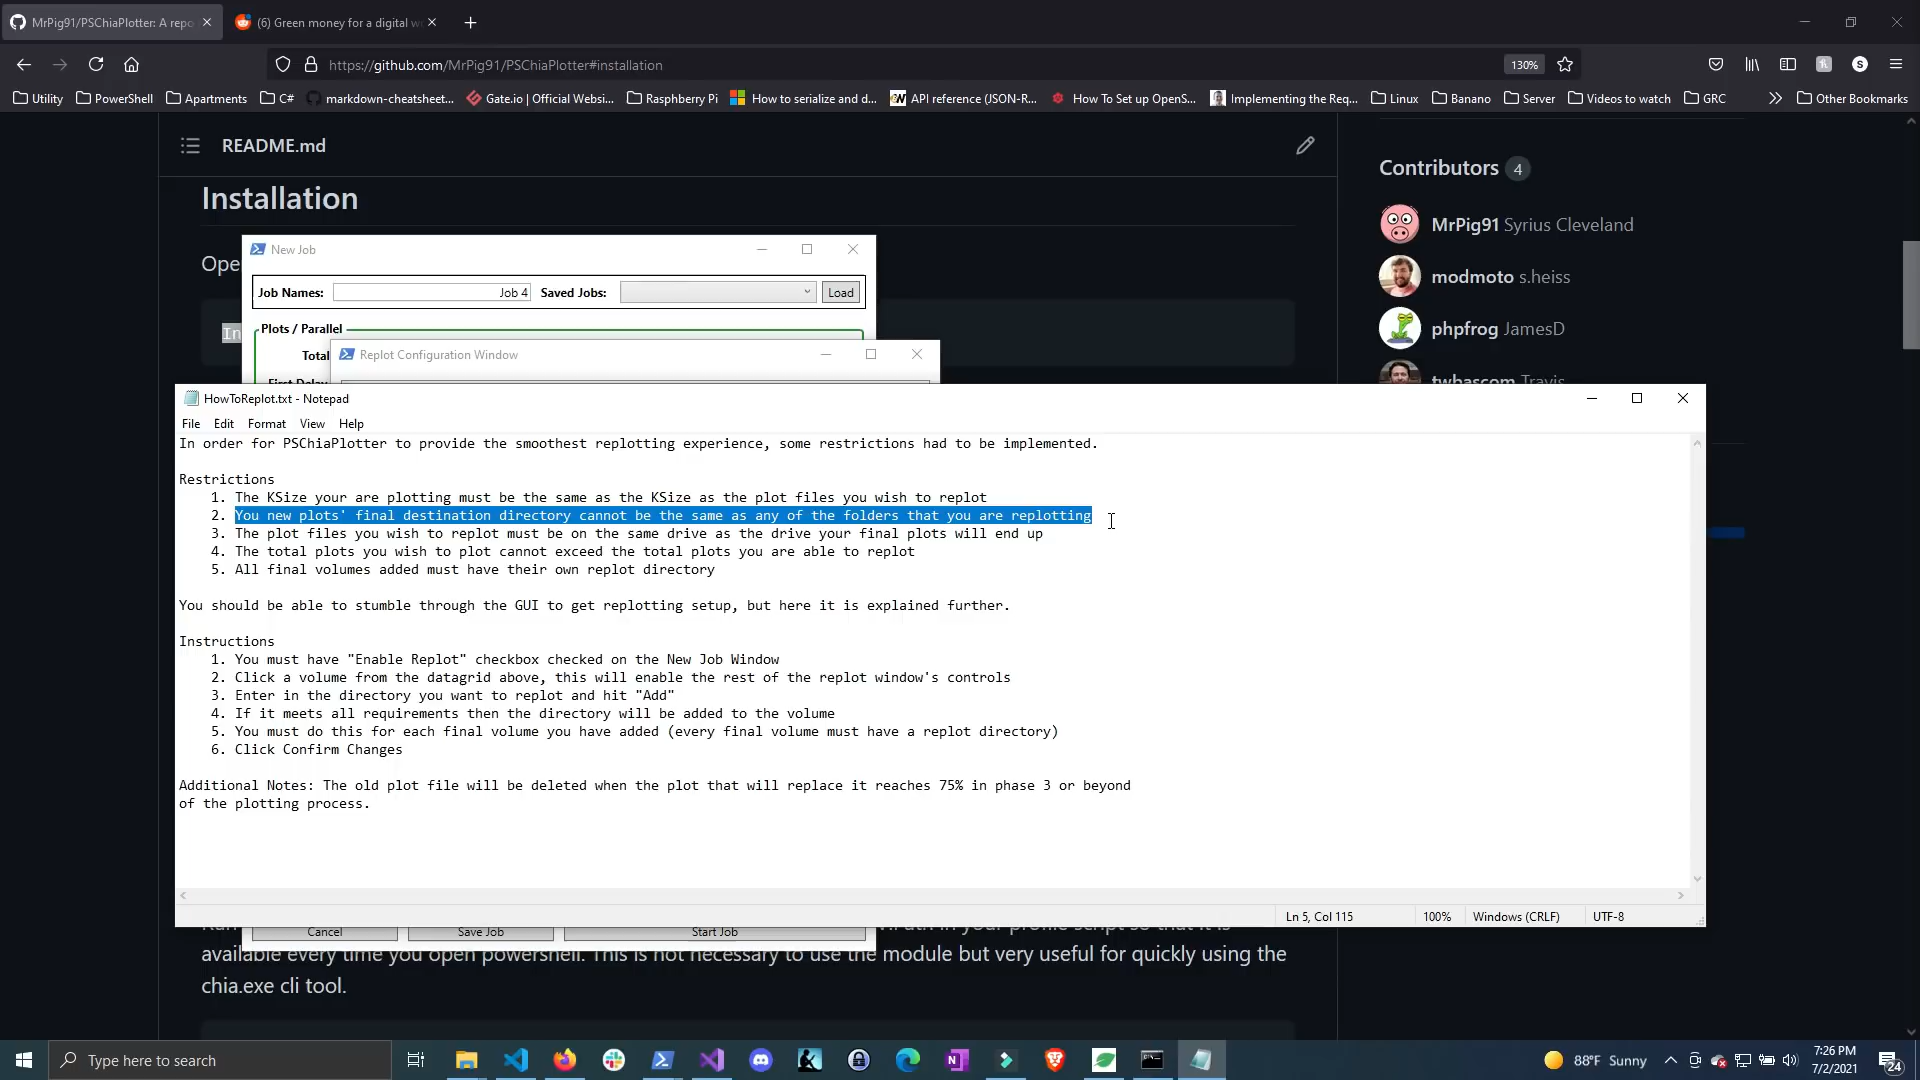 MrPig91/PSChiaPlotter: A repo
(6) Green money for a digital w
https://github.com/MrPig91/PSChiaPlotter#installation
130%
Utility
PowerShell
Apartments
C#
markdown-cheatsheet...
Gate.io | Official Websi...
Rasphberry Pi
How to serialize and d...
API reference (JSON-R...
How To Set up OpenS...
Implementing the Req...
Linux
Banano
Server
Videos to watch
GRC
Other Bookmarks
README.md
Installation
Ope
In
Contributors 4
MrPig91 Syrius Cleveland
modmoto s.heiss
phpfrog JamesD
twbascom Travis
New Job
Job Names: Job 4 Saved Jobs: Load
Plots / Parallel
Total
First Delay
Replot Configuration Window
HowToReplot.txt - Notepad
File Edit Format View Help
In order for PSChiaPlotter to provide the smoothest replotting experience, some restrictions had to be implemented.
Restrictions
1. The KSize your are plotting must be the same as the KSize as the plot files you wish to replot
2. You new plots' final destination directory cannot be the same as any of the folders that you are replotting
3. The plot files you wish to replot must be on the same drive as the drive your final plots will end up
4. The total plots you wish to plot cannot exceed the total plots you are able to replot
5. All final volumes added must have their own replot directory
You should be able to stumble through the GUI to get replotting setup, but here it is explained further.
Instructions
1. You must have "Enable Replot" checkbox checked on the New Job Window
2. Click a volume from the datagrid above, this will enable the rest of the replot window's controls
3. Enter in the directory you want to replot and hit "Add"
4. If it meets all requirements then the directory will be added to the volume
5. You must do this for each final volume you have added (every final volume must have a replot directory)
6. Click Confirm Changes
Additional Notes: The old plot file will be deleted when the plot that will replace it reaches 75% in phase 3 or beyond
of the plotting process.
Ln 5, Col 115
100%
Windows (CRLF)
UTF-8
Cancel
Save Job
Start Job
Path in your profile script so that it is
available every time you open powershell. This is not necessary to use the module but very useful for quickly using the
chia.exe cli tool.
Type here to search
88°F Sunny
7:26 PM
7/2/2021
24